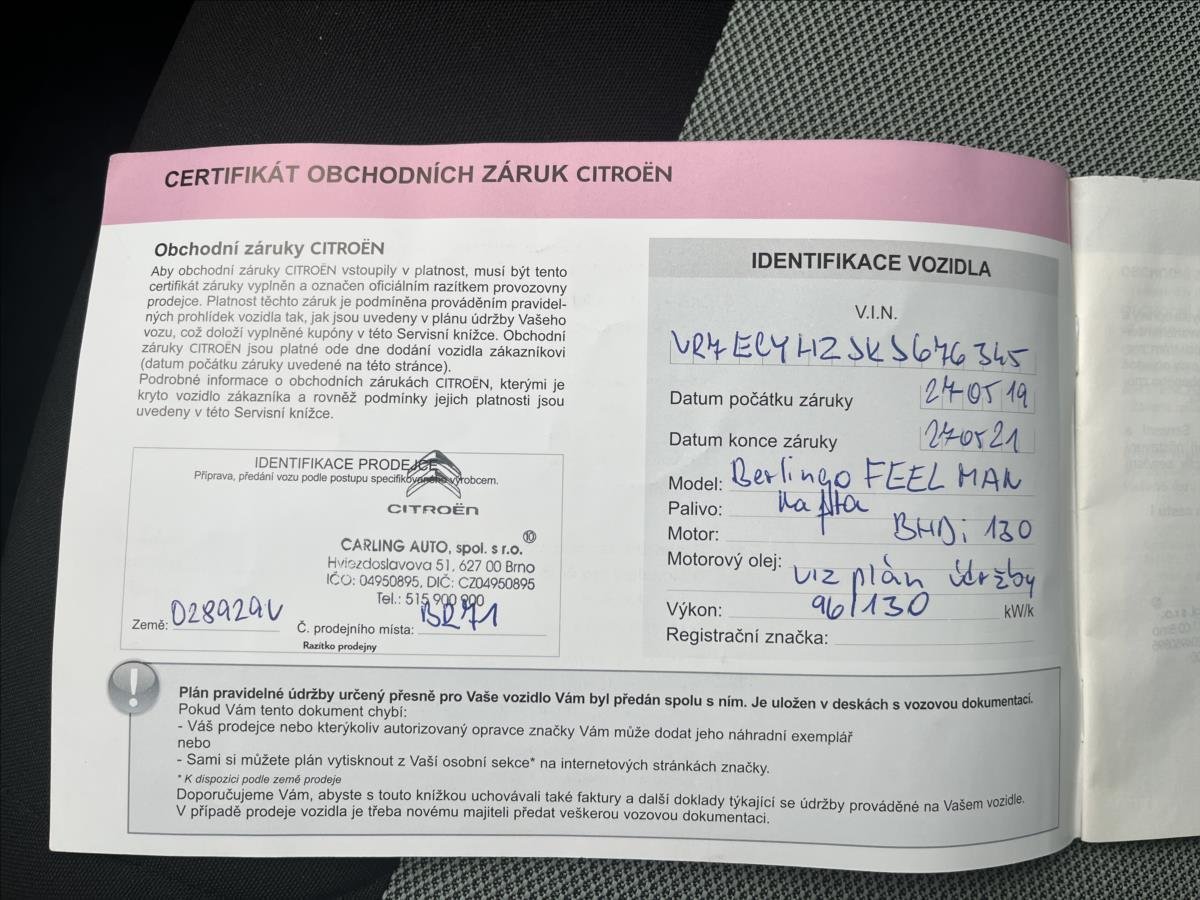 CERTIFIKÁT OBCHODNÍCH ZÁRUK CITROËN
Obchodní záruky CITROËN
Aby obchodní záruky CITROËN vstoupily v platnost, musí být tento
certifikát záruky vyplněn a označen oficiálním razítkem provozovny
prodejce. Platnost těchto záruk je podmíněna prováděním pravidel-
ných prohlídek vozidla tak, jak jsou uvedeny v plánu údržby Vašeho
vozu, což doloží vyplněné kupóny v této Servisní knížce. Obchodní
záruky CITROËN jsou platné ode dne dodání vozidla zákazníkovi
(datum počátku záruky uvedené na této stránce).
Podrobné informace o obchodních zárukách CITROËN, kterými je
kryto vozidlo zákazníka a rovněž podmínky jejich platnosti jsou
uvedeny v této Servisní knížce.
IDENTIFIKACE PRODEJCE
Příprava, předání vozu podle postupu specifikovaného výrobcem.
CITROËN
CARLING AUTO, spol. s r.o. 10
Hviezdoslavova 51, 627 00 Brno
IČO: 04950895, DIČ: CZ04950895
Tel.: 515 900 900
Země: 028929V Č. prodejního místa: BR71
Razítko prodejny
IDENTIFIKACE VOZIDLA
V.I.N.
VR7ECYHZJKJ676345
Datum počátku záruky 270519
Datum konce záruky 270521
Model: Berlingo FEEL MAN
Palivo: nafta
Motor: BHDi 130
Motorový olej: viz plán údržby
Výkon: 96/130 kW/k
Registrační značka:
!
Plán pravidelné údržby určený přesně pro Vaše vozidlo Vám byl předán spolu s ním. Je uložen v deskách s vozovou dokumentací.
Pokud Vám tento dokument chybí:
- Váš prodejce nebo kterýkoliv autorizovaný opravce značky Vám může dodat jeho náhradní exemplář
nebo
- Sami si můžete plán vytisknout z Vaší osobní sekce* na internetových stránkách značky.
* K dispozici podle země prodeje
Doporučujeme Vám, abyste s touto knížkou uchovávali také faktury a další doklady týkající se údržby prováděné na Vašem vozidle.
V případě prodeje vozidla je třeba novému majiteli předat veškerou vozovou dokumentaci.